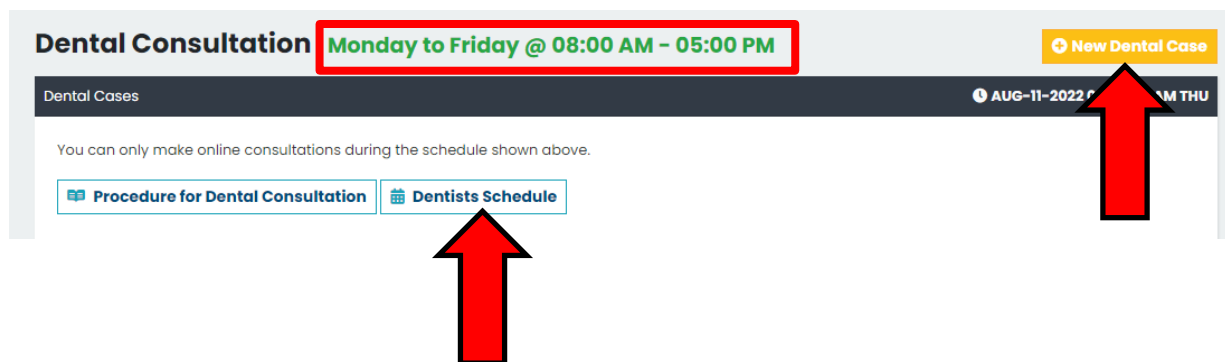 Dental Consultation Monday to Friday @ 08:00 AM - 05:00 PM
New Dental Case
Dental Cases
AUG-11-2022 AM THU
You can only make online consultations during the schedule shown above.
Procedure for Dental Consultation
Dentists Schedule